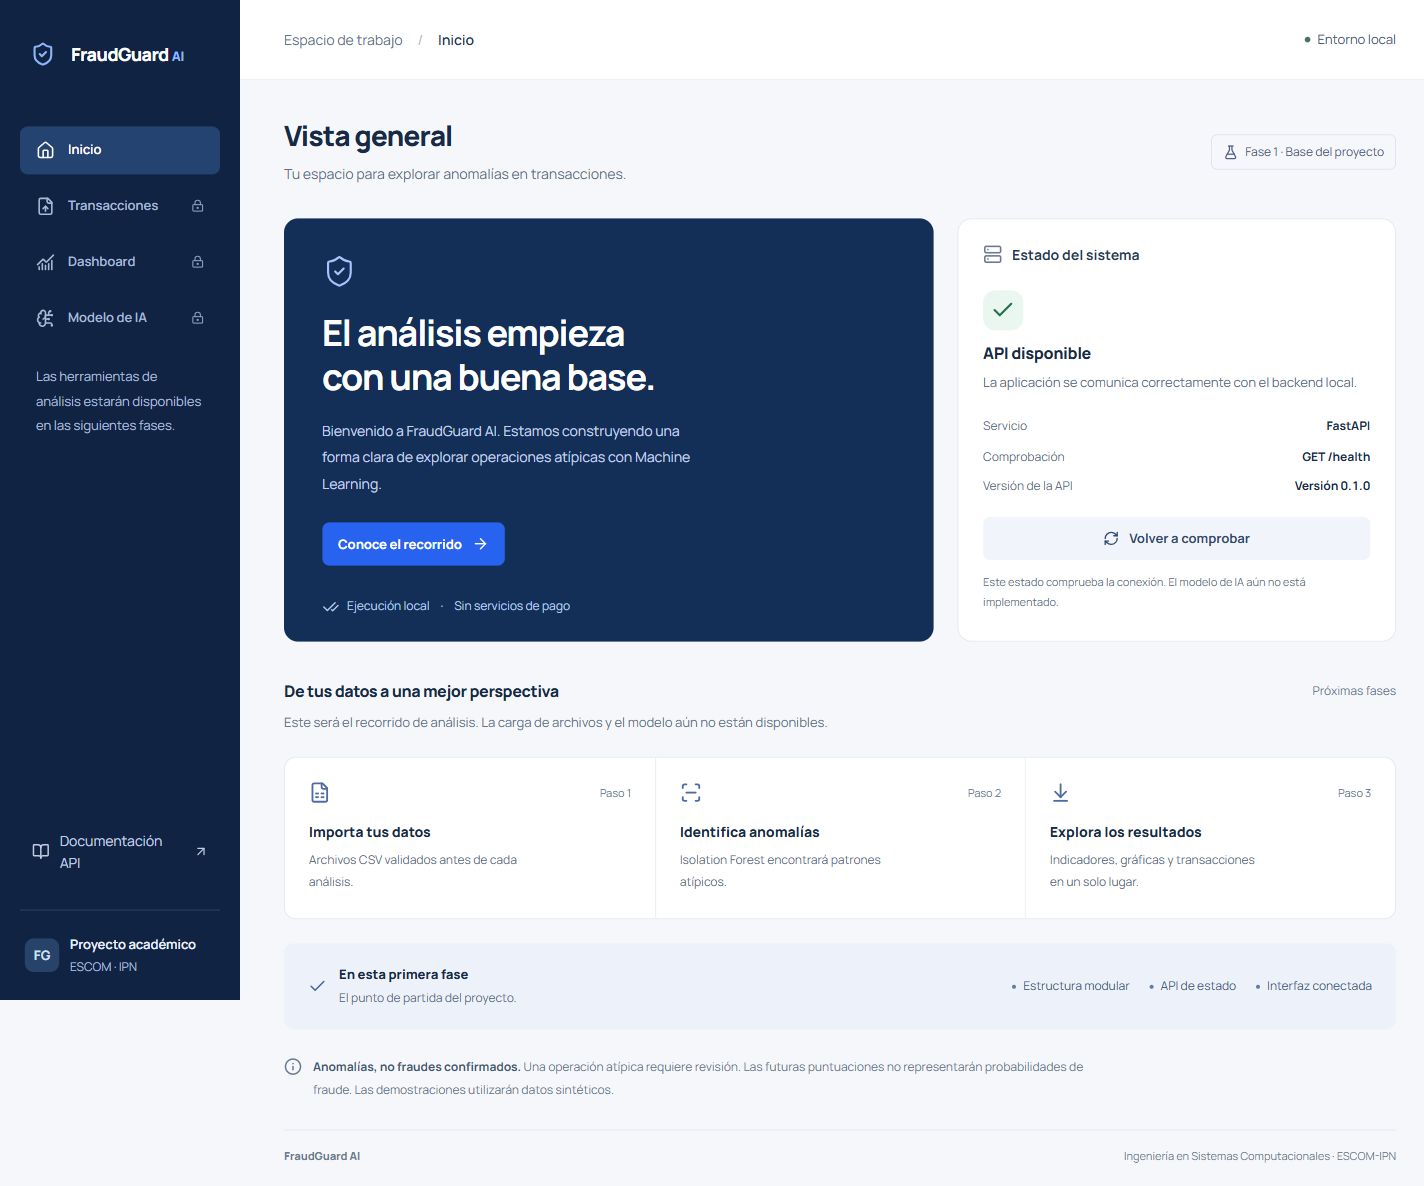 FraudGuard AI
Inicio
Transacciones
Dashboard
Modelo de IA
Las herramientas de
análisis estarán disponibles
en las siguientes fases.
Documentación
API
FG
Proyecto académico
ESCOM · IPN
Espacio de trabajo / Inicio
Entorno local
Vista general
Tu espacio para explorar anomalías en transacciones.
Fase 1 · Base del proyecto
El análisis empieza
con una buena base.
Bienvenido a FraudGuard AI. Estamos construyendo una
forma clara de explorar operaciones atípicas con Machine
Learning.
Conoce el recorrido
Ejecución local · Sin servicios de pago
Estado del sistema
API disponible
La aplicación se comunica correctamente con el backend local.
Servicio FastAPI
Comprobación GET /health
Versión de la API Versión 0.1.0
Volver a comprobar
Este estado comprueba la conexión. El modelo de IA aún no está
implementado.
De tus datos a una mejor perspectiva
Próximas fases
Este será el recorrido de análisis. La carga de archivos y el modelo aún no están disponibles.
Paso 1
Importa tus datos
Archivos CSV validados antes de cada
análisis.
Paso 2
Identifica anomalías
Isolation Forest encontrará patrones
atípicos.
Paso 3
Explora los resultados
Indicadores, gráficas y transacciones
en un solo lugar.
En esta primera fase
El punto de partida del proyecto.
• Estructura modular • API de estado • Interfaz conectada
Anomalías, no fraudes confirmados. Una operación atípica requiere revisión. Las futuras puntuaciones no representarán probabilidades de
fraude. Las demostraciones utilizarán datos sintéticos.
FraudGuard AI
Ingeniería en Sistemas Computacionales · ESCOM-IPN